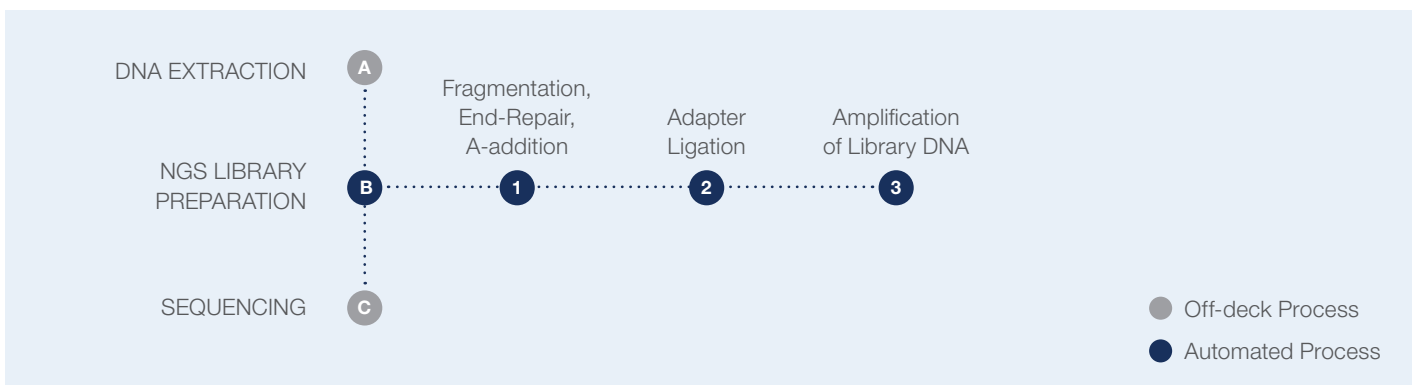 DNA EXTRACTION
A
Fragmentation,
End-Repair,
A-addition
Adapter
Ligation
Amplification
of Library DNA
NGS LIBRARY
PREPARATION
B
1
2
3
SEQUENCING
C
Off-deck Process
Automated Process